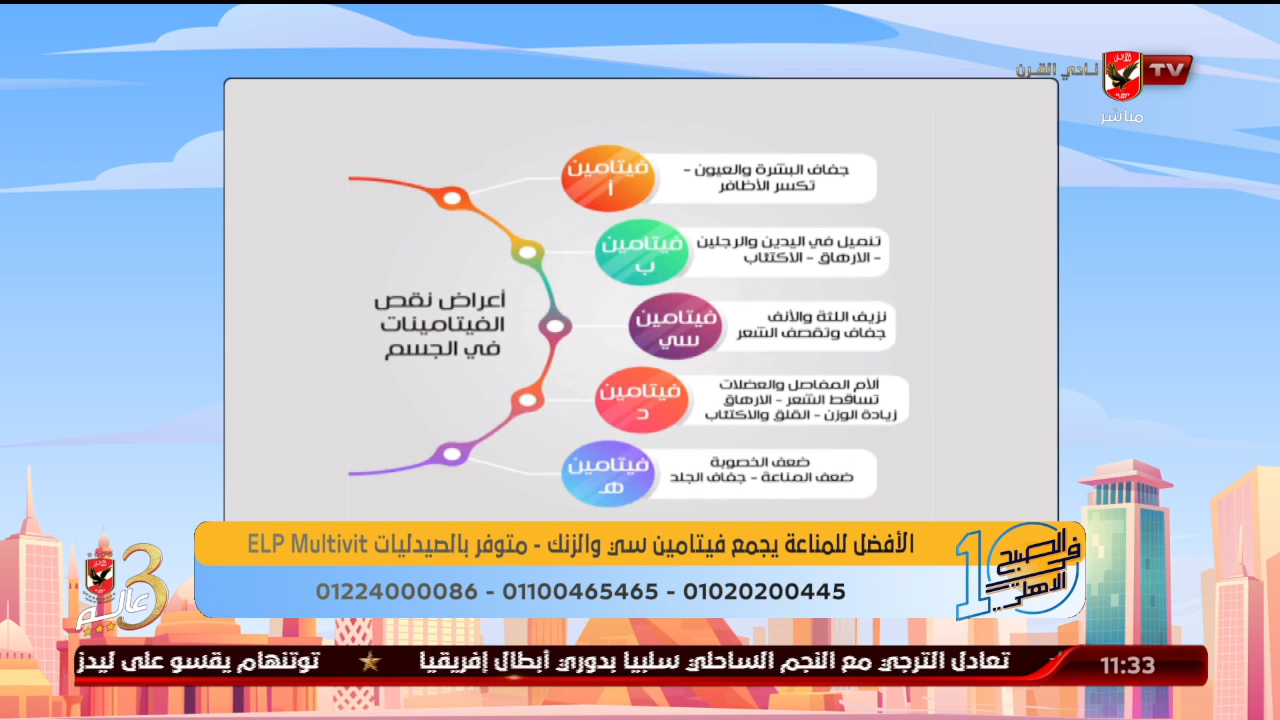 نادي القرن
TV
مباشر
فيتامين
أ
جفاف البشرة والعيون -
تكسر الأظافر
فيتامين
ب
تنميل في اليدين والرجلين
- الارهاق - الاكتئاب
أعراض نقص
الفيتامينات
في الجسم
فيتامين
سي
نزيف اللثة والأنف
جفاف وتقصف الشعر
فيتامين
د
ألام المفاصل والعضلات
تساقط الشعر - الارهاق
زيادة الوزن - القلق والاكتئاب
فيتامين
هـ
ضعف الخصوبة
ضعف المناعة - جفاف الجلد
الأفضل للمناعة يجمع فيتامين سي والزنك - متوفر بالصيدليات ELP Multivit
01224000086 - 01100465465 - 01020200445
10
في الصبح
الاهلي
3
عالم
11:33
تعادل الترجي مع النجم الساحلي سلبيا بدوري أبطال إفريقيا
توتنهام يقسو على ليدز